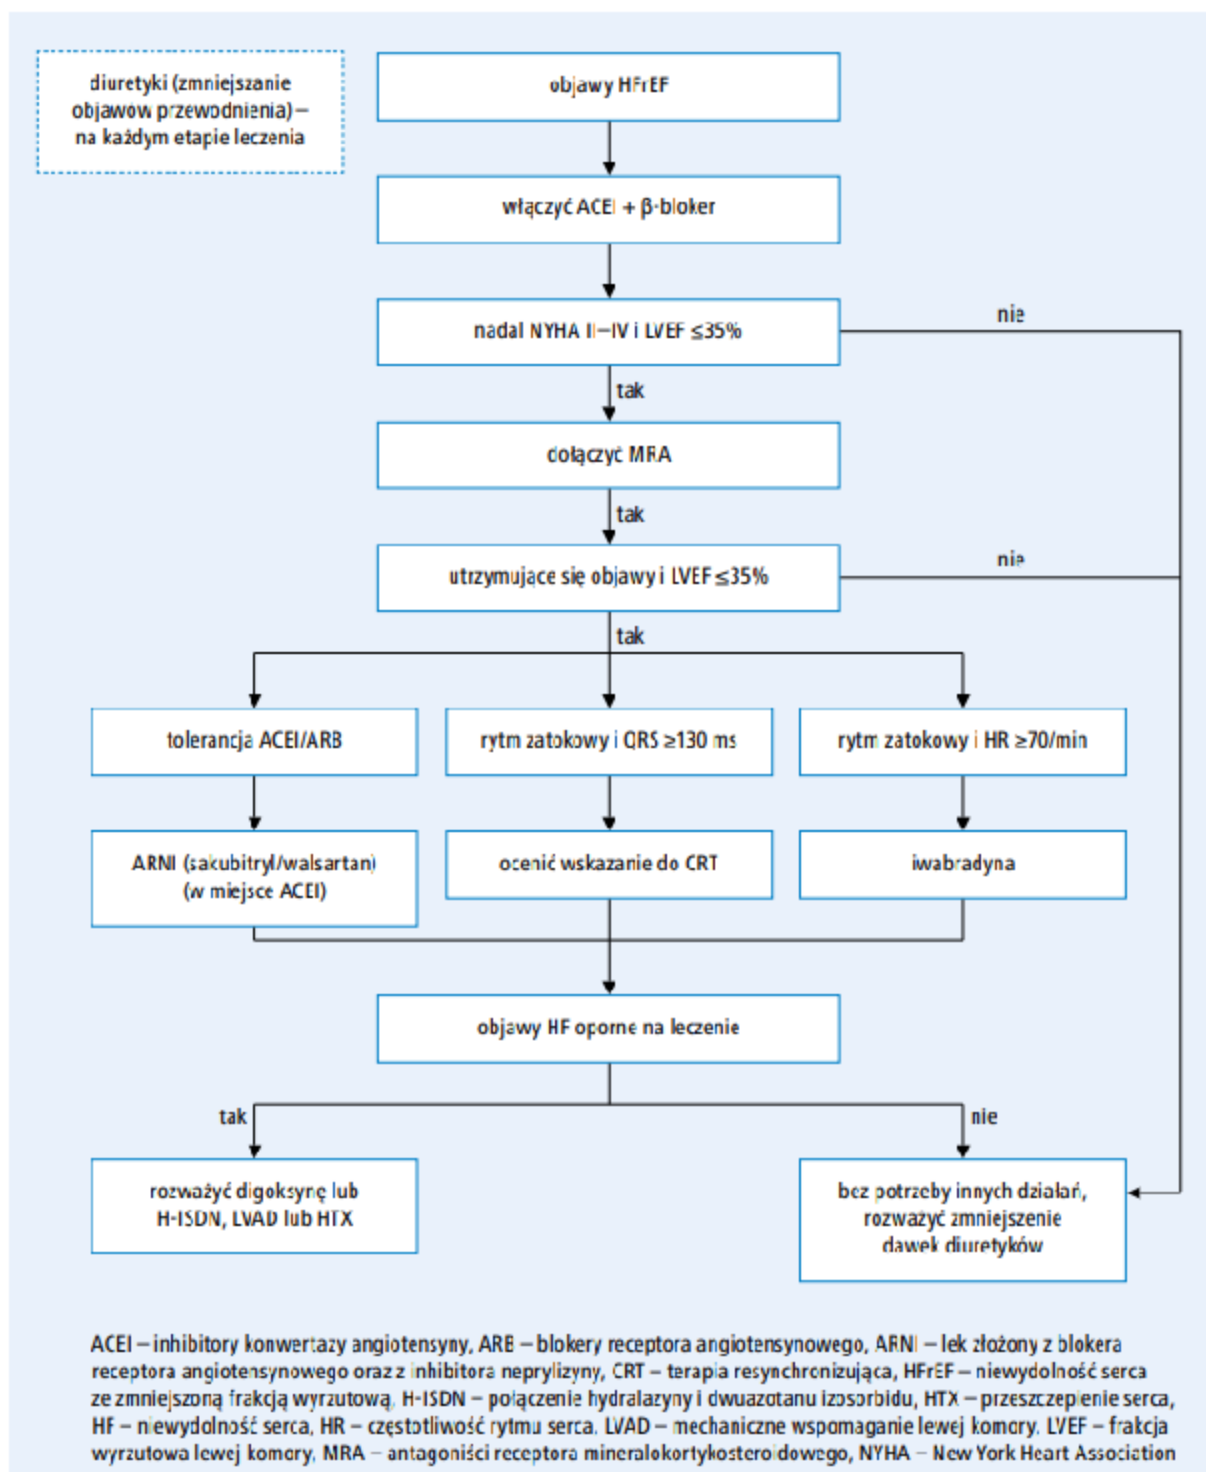 diuretyki (zmniejszanie
objawów przewodnienia) –
na każdym etapie leczenia
objawy HFrEF
włączyć ACEI + β-bloker
nadal NYHA II–IV i LVEF ≤35%
nie
tak
dołączyć MRA
tak
utrzymujące się objawy i LVEF ≤35%
nie
tak
tolerancja ACEI/ARB
rytm zatokowy i QRS ≥130 ms
rytm zatokowy i HR ≥70/min
ARNI (sakubitryl/walsartan)
(w miejsce ACEI)
ocenić wskazanie do CRT
iwabradyna
objawy HF oporne na leczenie
tak
nie
rozważyć digoksynę lub
H-ISDN, LVAD lub HTX
bez potrzeby innych działań,
rozważyć zmniejszenie
dawek diuretyków
ACEI – inhibitory konwertazy angiotensyny, ARB – blokery receptora angiotensynowego, ARNI – lek złożony z blokera
receptora angiotensynowego oraz z inhibitora neprylizyny, CRT – terapia resynchronizująca, HFrEF – niewydolność serca
ze zmniejszoną frakcją wyrzutową, H-ISDN – połączenie hydralazyny i dwuazotanu izosorbidu, HTX – przeszczepienie serca,
HF – niewydolność serca, HR – częstotliwość rytmu serca, LVAD – mechaniczne wspomaganie lewej komory, LVEF – frakcja
wyrzutowa lewej komory, MRA – antagoniści receptora mineralokortykosteroidowego, NYHA – New York Heart Association